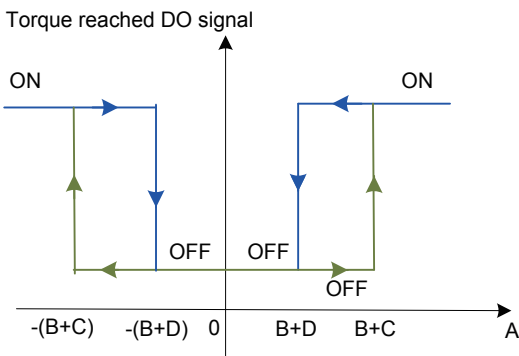 Torque reached DO signal
ON ON
OFF OFF
OFF
-(B+C) -(B+D) 0 B+D B+C A